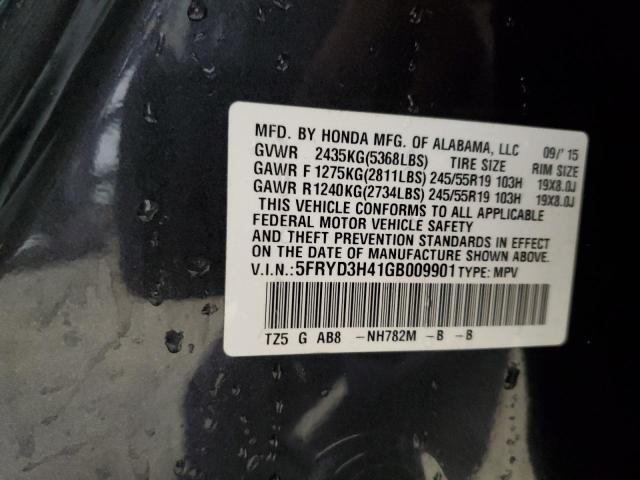 MFD. BY HONDA MFG. OF ALABAMA, LLC 09/' 15
GVWR 2435KG(5368LBS) TIRE SIZE RIM SIZE
GAWR F 1275KG(2811LBS) 245/55R19 103H 19X8.0J
GAWR R1240KG(2734LBS) 245/55R19 103H 19X8.0J
THIS VEHICLE CONFORMS TO ALL APPLICABLE
FEDERAL MOTOR VEHICLE SAFETY
AND THEFT PREVENTION STANDARDS IN EFFECT
ON THE DATE OF MANUFACTURE SHOWN ABOVE.
V.I.N.:5FRYD3H41GB009901 TYPE: MPV
TZ5 G AB8 -NH782M -B -B